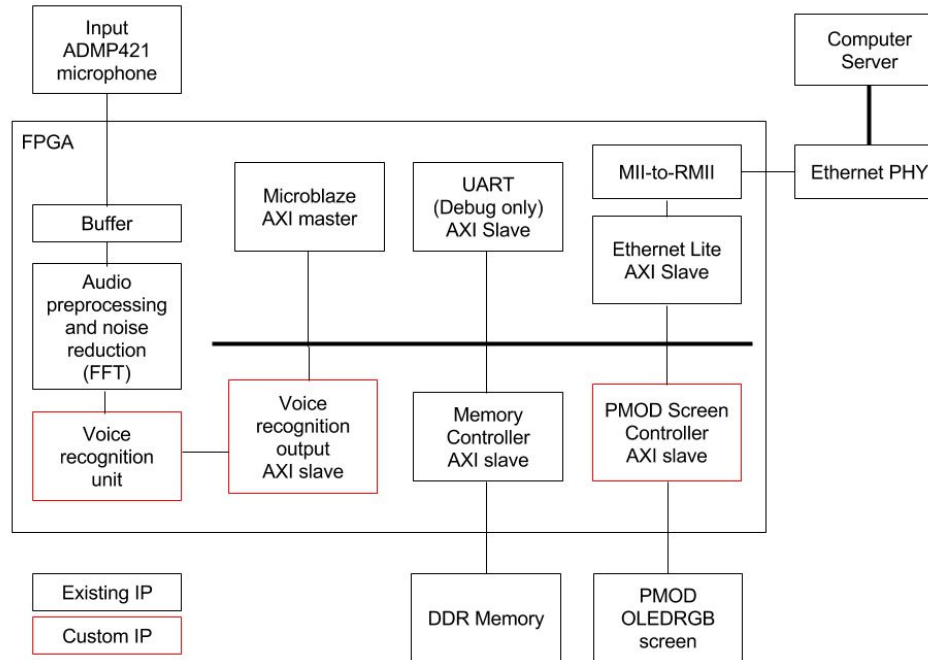 Input
ADMP421
microphone
Computer
Server
FPGA
MII-to-RMII
Ethernet PHY
Microblaze
AXI master
UART
(Debug only)
AXI Slave
Buffer
Ethernet Lite
AXI Slave
Audio
preprocessing
and noise
reduction
(FFT)
Voice
recognition
unit
Voice
recognition
output
AXI slave
Memory
Controller
AXI slave
PMOD Screen
Controller
AXI slave
Existing IP
Custom IP
DDR Memory
PMOD
OLEDRGB
screen